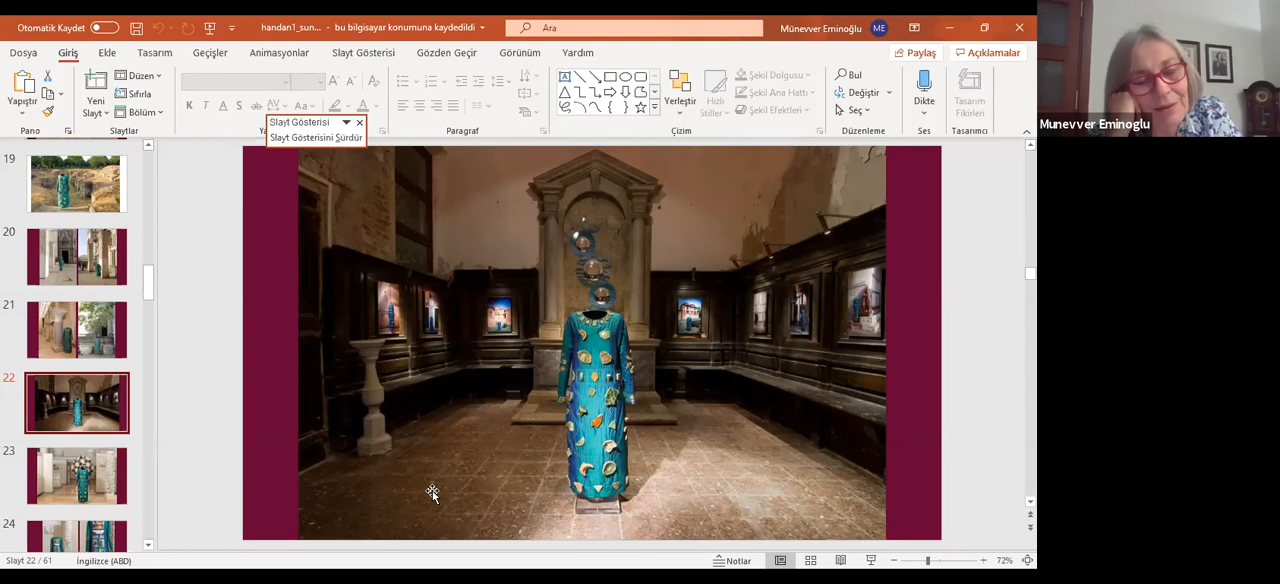 Otomatik Kaydet
handan1_sun... - bu bilgisayar konumuna kaydedildi
Ara
Münevver Eminoğlu ME
Dosya Giriş Ekle Tasarım Geçişler Animasyonlar Slayt Gösterisi Gözden Geçir Görünüm Yardım
Paylaş Açıklamalar
Yapıştır
Yeni Slayt
Düzen
Sıfırla
Bölüm
K T A S ab AV Aa
Yerleştir
Hızlı Stiller
Şekil Dolgusu
Şekil Ana Hattı
Şekil Efektleri
Bul
Değiştir
Seç
Dikte
Tasarım Fikirleri
Pano Slaytlar Paragraf Çizim Düzenleme Ses Tasarımcı
Slayt Gösterisi
Slayt Gösterisini Sürdür
Munevver Eminoglu
19
20
21
22
23
24
Slayt 22 / 61 İngilizce (ABD) Notlar 72%